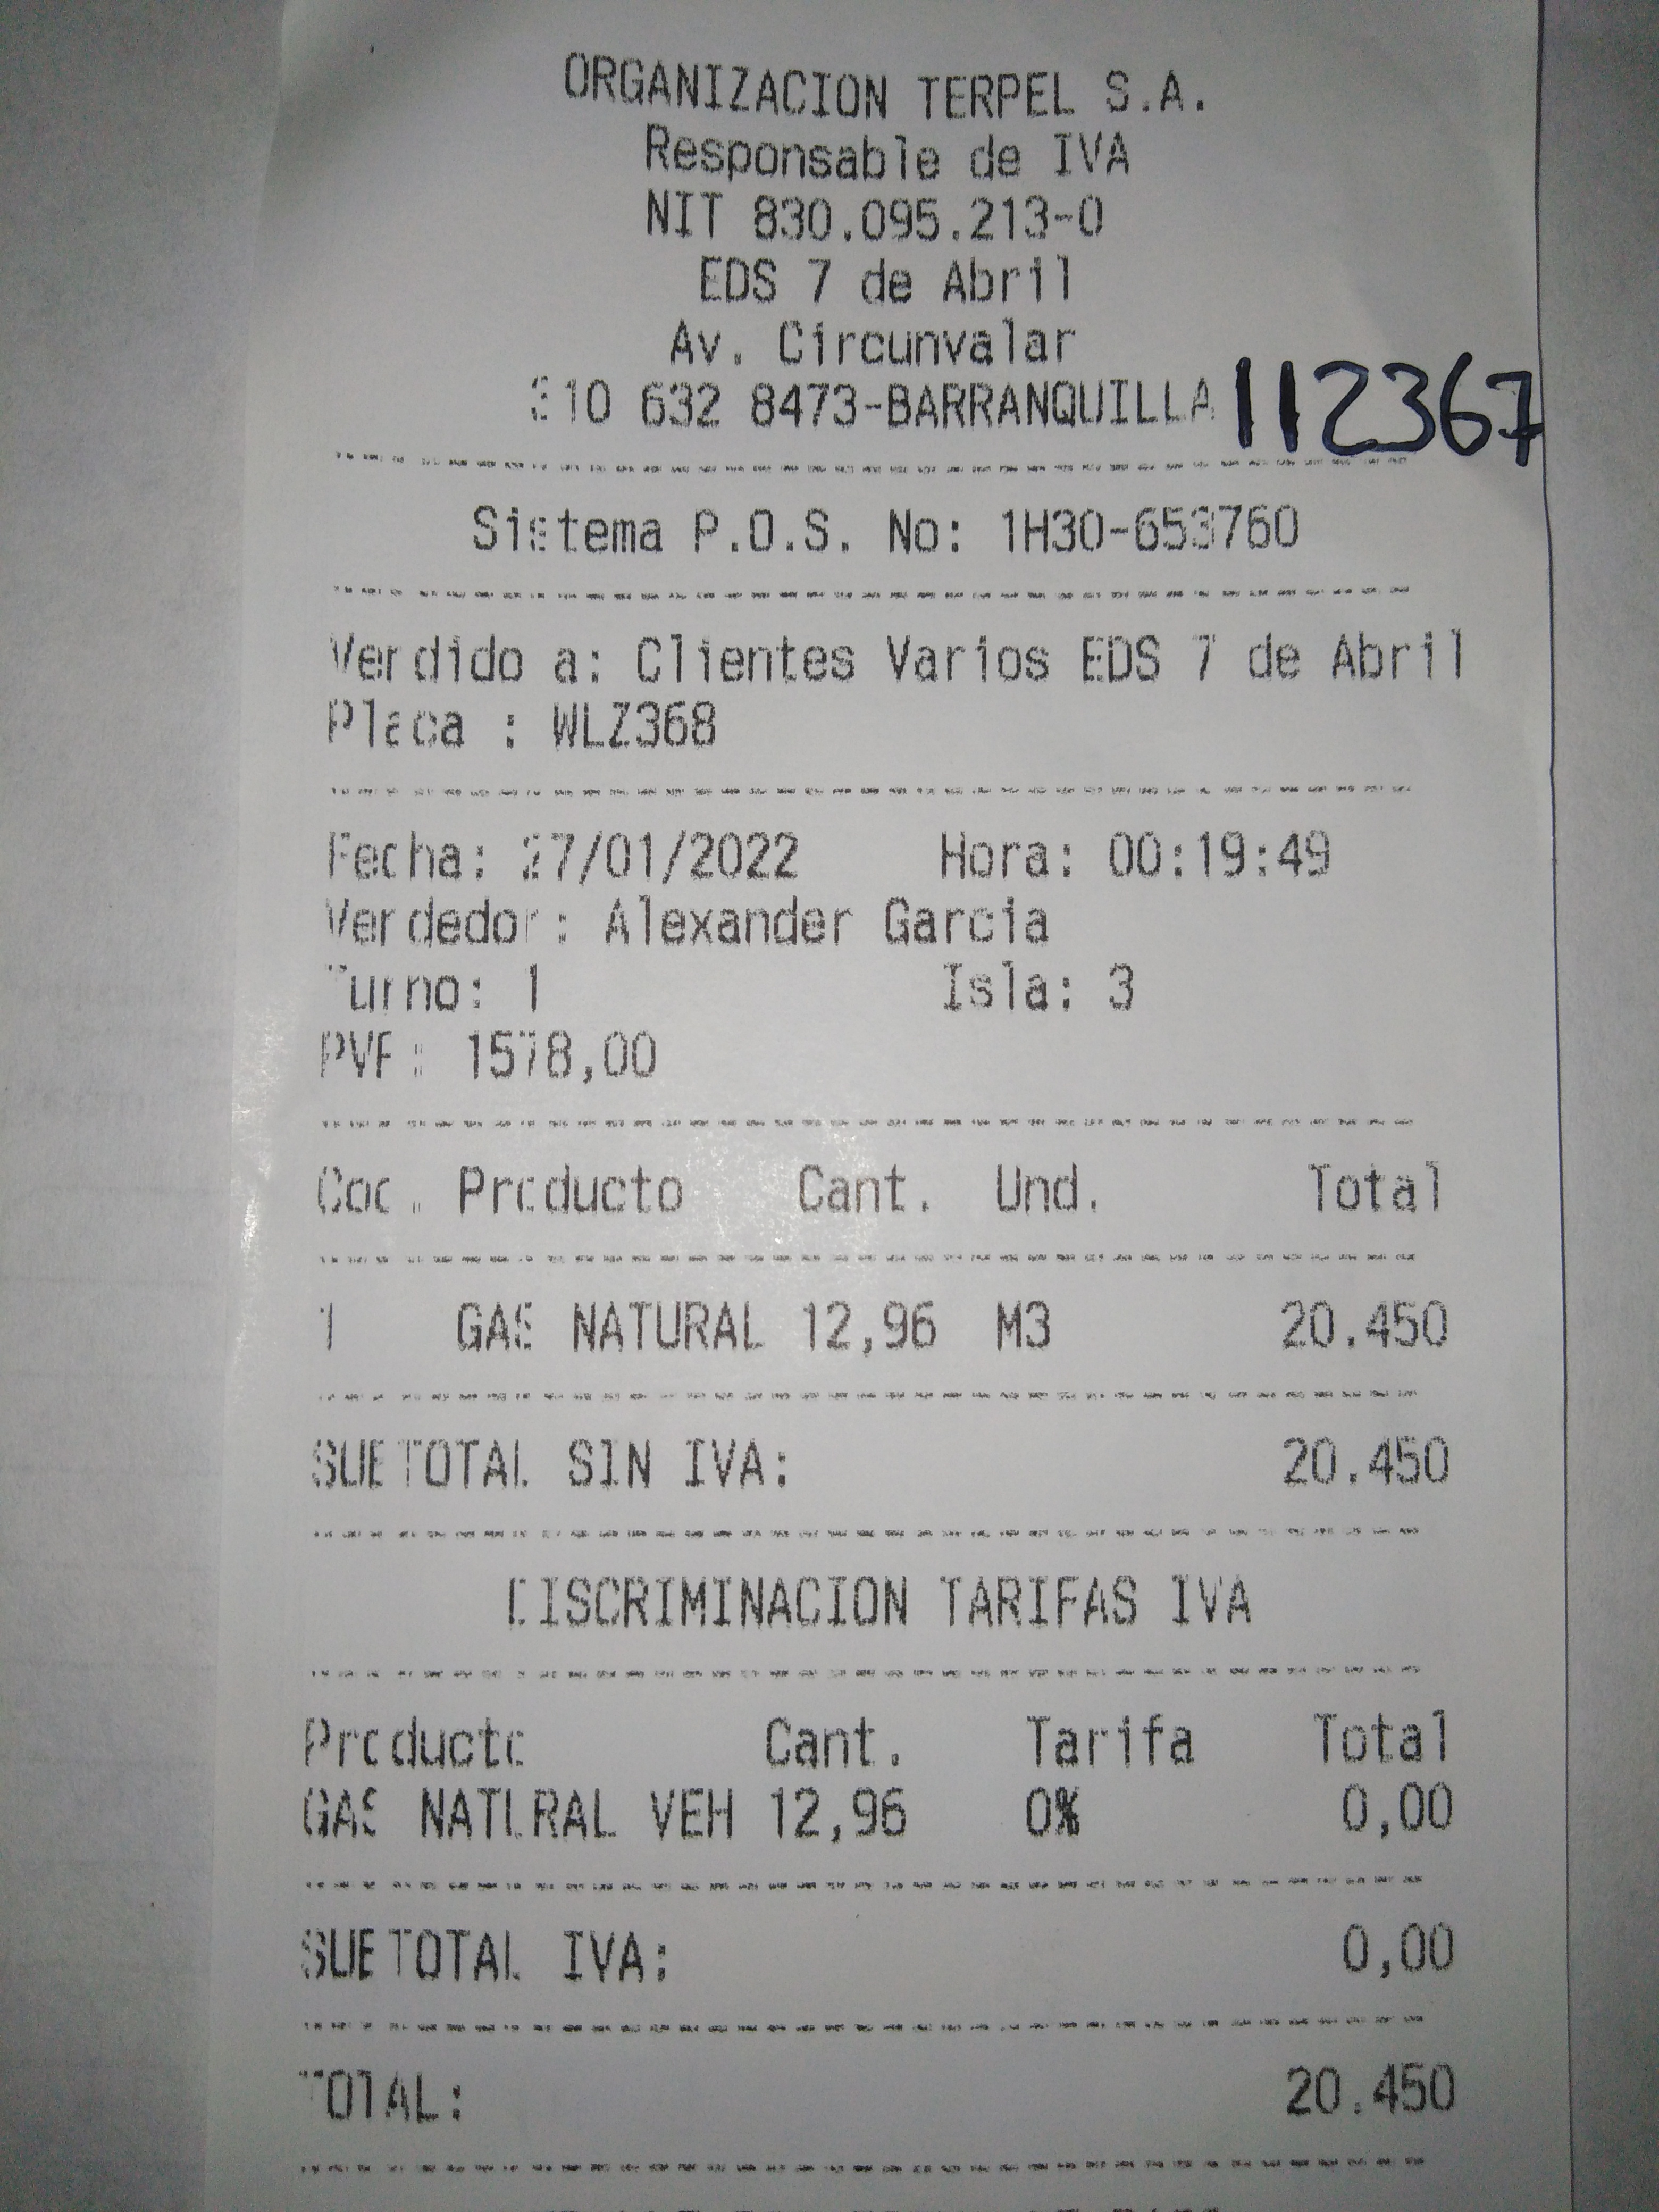 ORGANIZACION TERPEL S.A.
Responsable de IVA
NIT 830.095.213-0
EDS 7 de Abril
Av. Circunvalar
310 632 8473-BARRANQUILLA 112367
Sistema P.O.S. No: 1H30-653760
Vendido a: Clientes Varios EDS 7 de Abril
Placa : WLZ368
Fecha: 27/01/2022 Hora: 00:19:49
Vendedor: Alexander Garcia
Turno: 1 Isla: 3
PVP: 1578,00
Cod. Producto Cant. Und. Total
1 GAS NATURAL 12,96 M3 20.450
SUBTOTAL SIN IVA: 20.450
DISCRIMINACION TARIFAS IVA
Producto Cant. Tarifa Total
GAS NATURAL VEH 12,96 0% 0,00
SUBTOTAL IVA: 0,00
TOTAL: 20.450